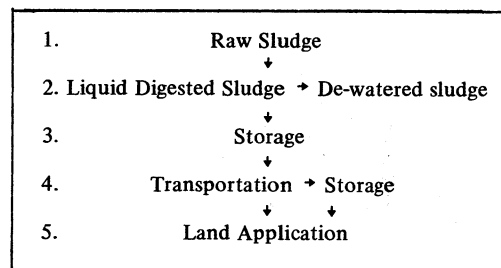 1. Raw Sludge
↓
2. Liquid Digested Sludge → De-watered sludge
↓
3. Storage
↓
4. Transportation → Storage
↓ ↓
5. Land Application